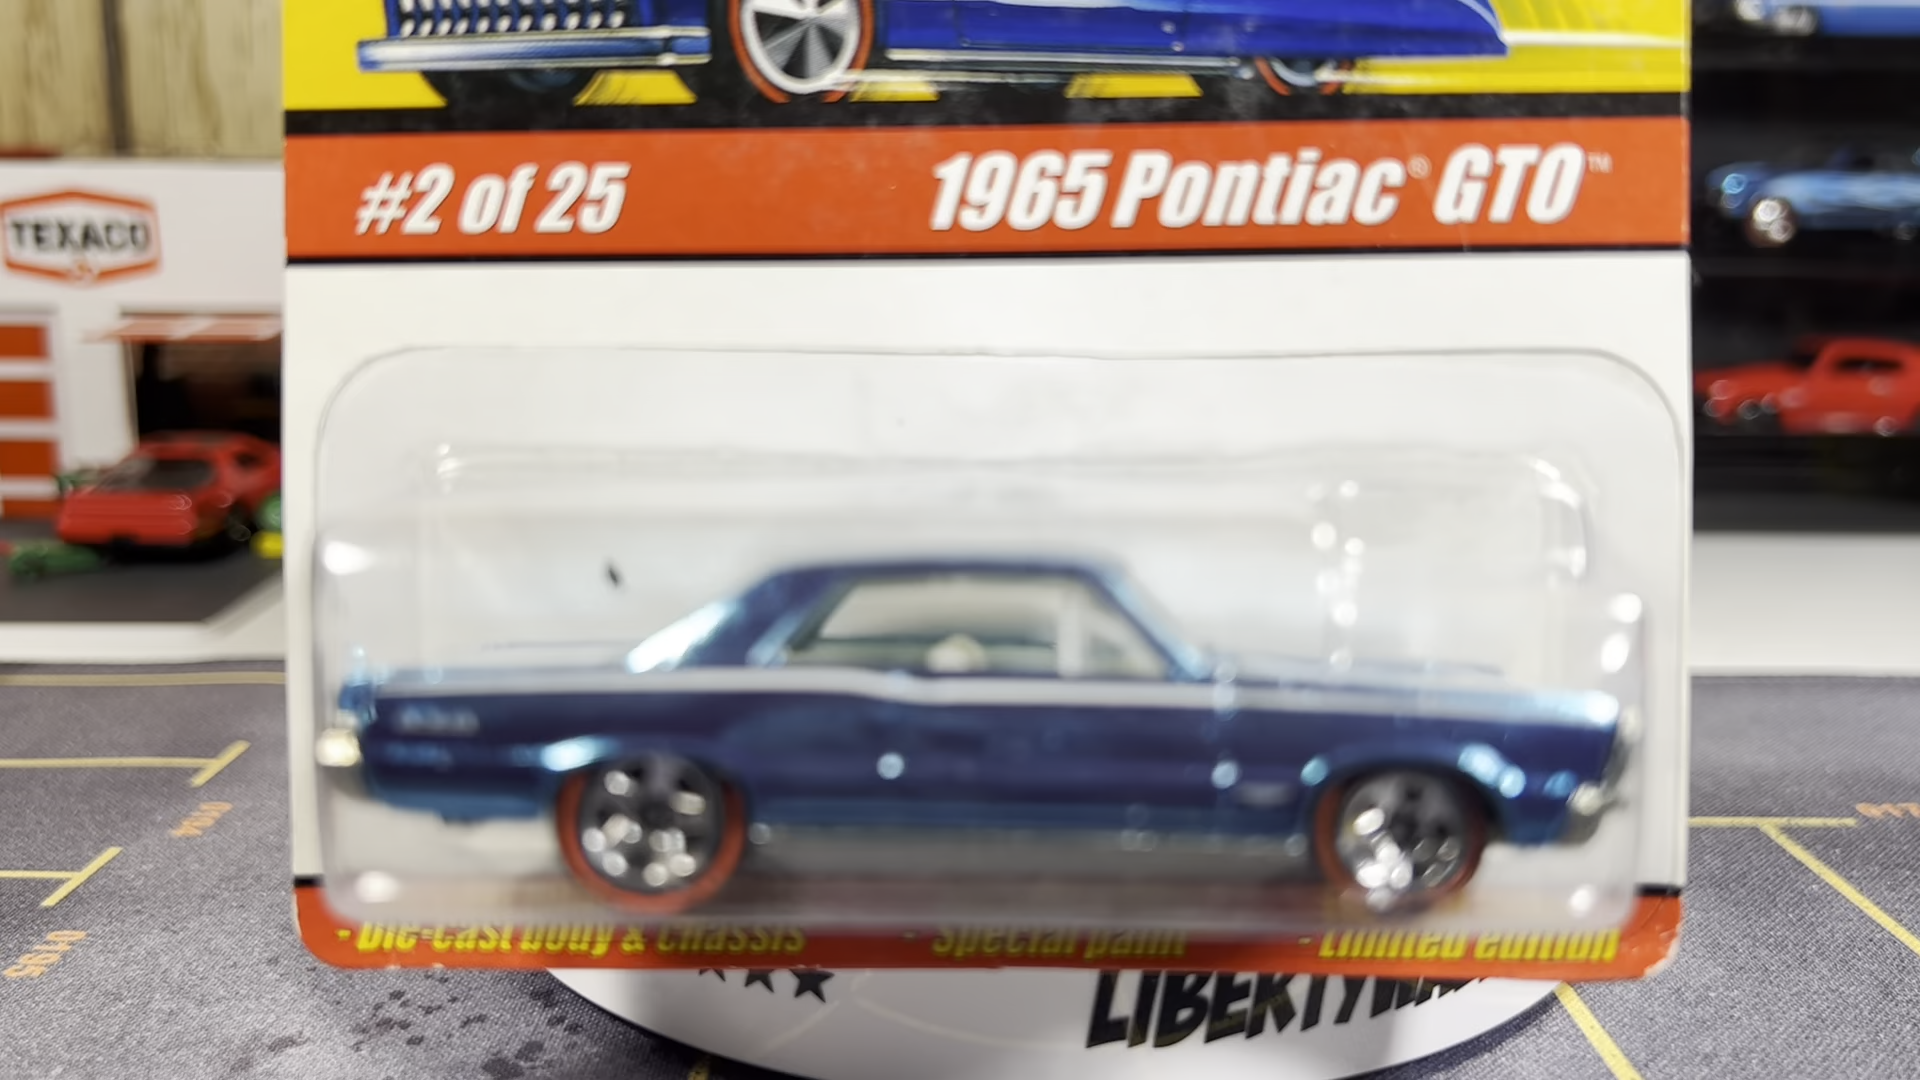 #2 of 25
1965 Pontiac® GTO™
TEXACO
- Die-cast body & chassis - Special paint - Limited edition